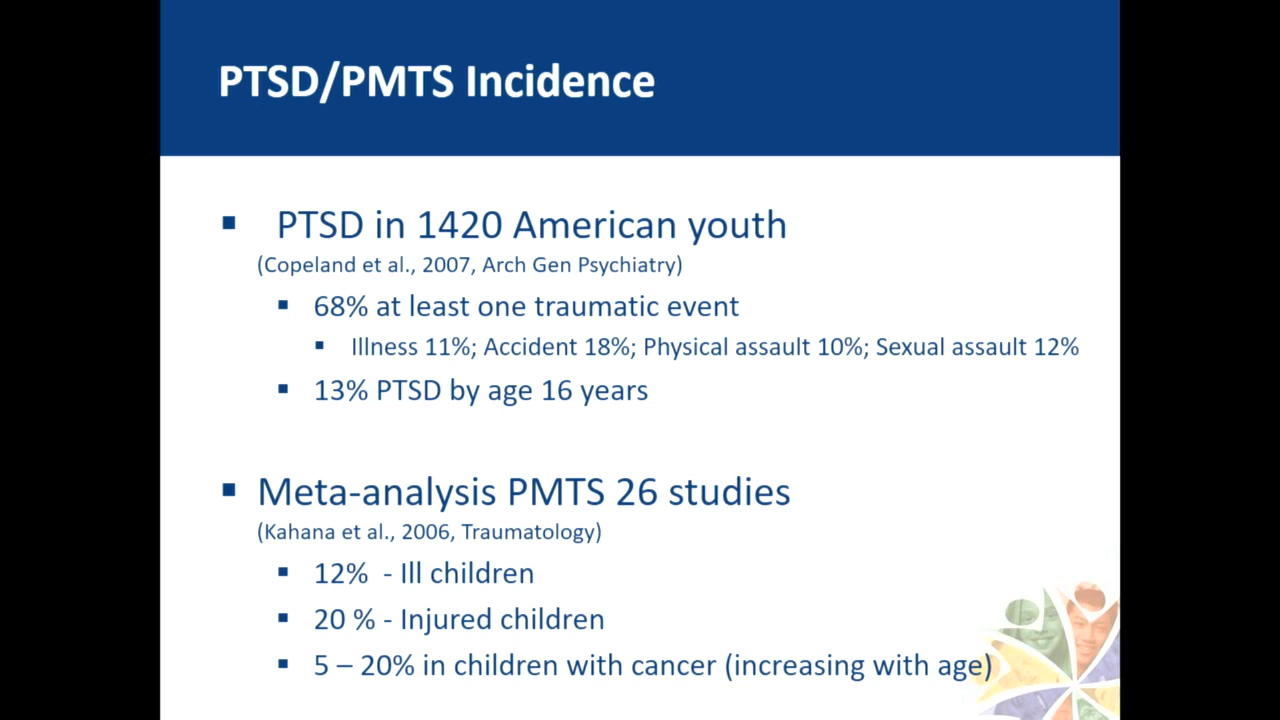 PTSD/PMTS Incidence
▪ PTSD in 1420 American youth
(Copeland et al., 2007, Arch Gen Psychiatry)
▪ 68% at least one traumatic event
▪ Illness 11%; Accident 18%; Physical assault 10%; Sexual assault 12%
▪ 13% PTSD by age 16 years
▪ Meta-analysis PMTS 26 studies
(Kahana et al., 2006, Traumatology)
▪ 12%  - Ill children
▪ 20 % - Injured children
▪ 5 – 20% in children with cancer (increasing with age)